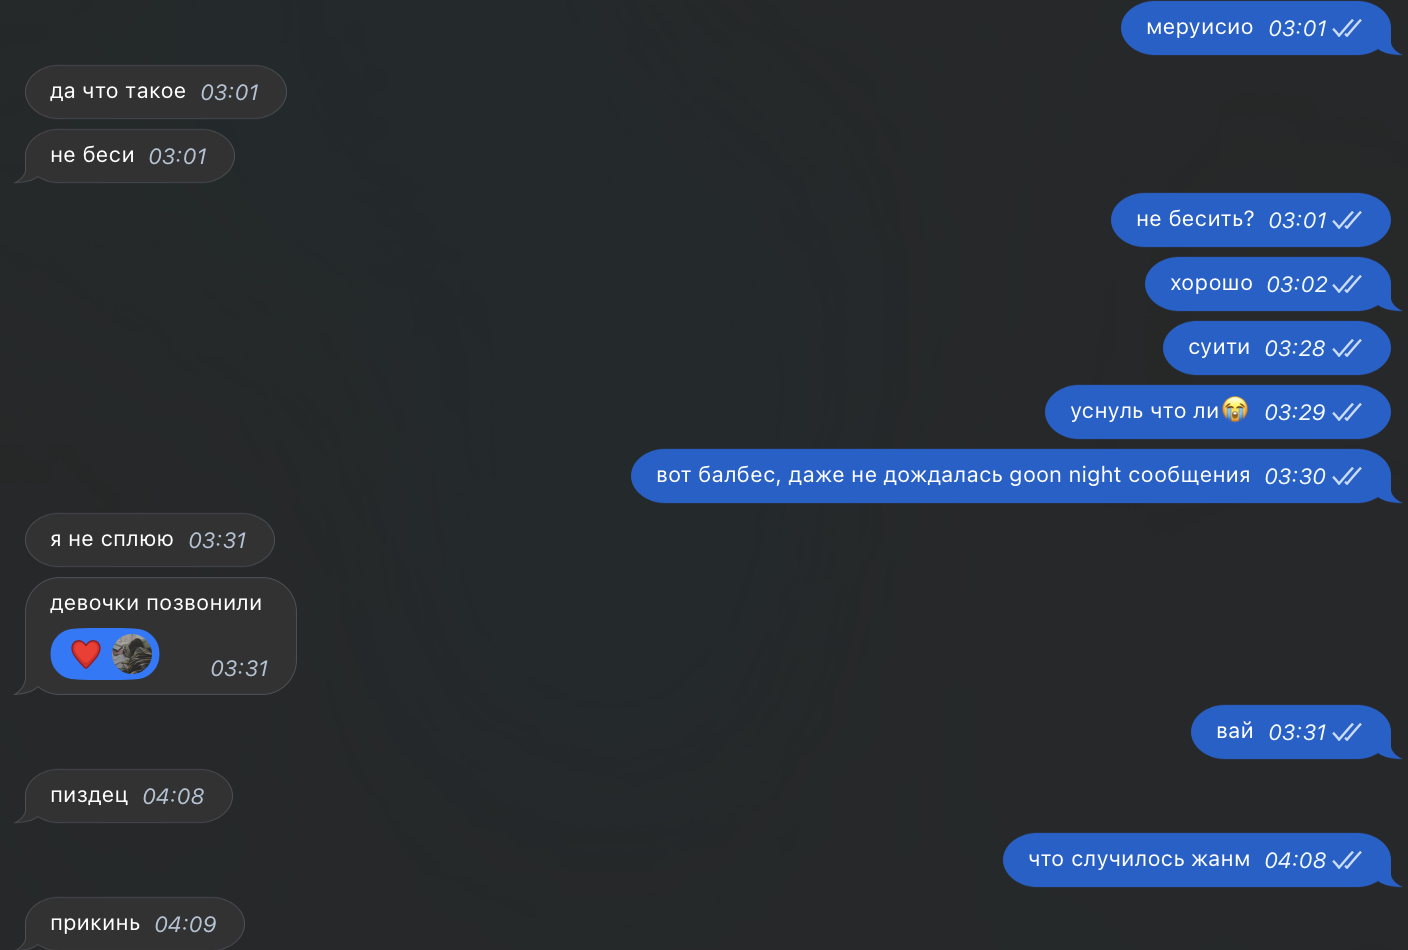 меруисио 03:01
да что такое 03:01
не беси 03:01
не бесить? 03:01
хорошо 03:02
суити 03:28
уснуль что ли😭 03:29
вот балбес, даже не дождалась goon night сообщения 03:30
я не сплюю 03:31
девочки позвонили
❤️ 03:31
вай 03:31
пиздец 04:08
что случилось жанм 04:08
прикинь 04:09